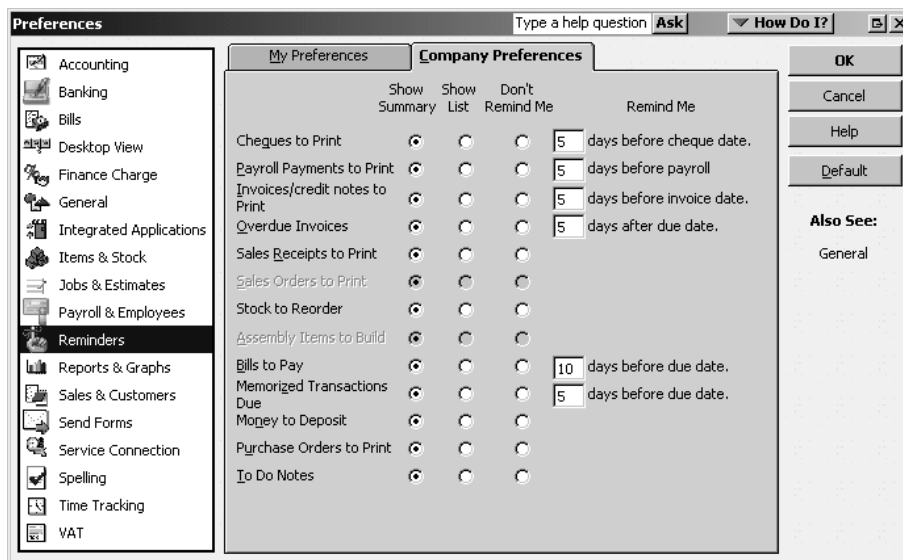 Preferences Type a help question Ask How Do I?
Accounting
Banking
Bills
Desktop View
Finance Charge
General
Integrated Applications
Items & Stock
Jobs & Estimates
Payroll & Employees
Reminders
Reports & Graphs
Sales & Customers
Send Forms
Service Connection
Spelling
Time Tracking
VAT
My Preferences Company Preferences
Show Show Don't
Summary List Remind Me Remind Me
Cheques to Print 5 days before cheque date.
Payroll Payments to Print 5 days before payroll
Invoices/credit notes to
Print 5 days before invoice date.
Overdue Invoices 5 days after due date.
Sales Receipts to Print
Sales Orders to Print
Stock to Reorder
Assembly Items to Build
Bills to Pay 10 days before due date.
Memorized Transactions
Due 5 days before due date.
Money to Deposit
Purchase Orders to Print
To Do Notes
OK
Cancel
Help
Default
Also See:
General